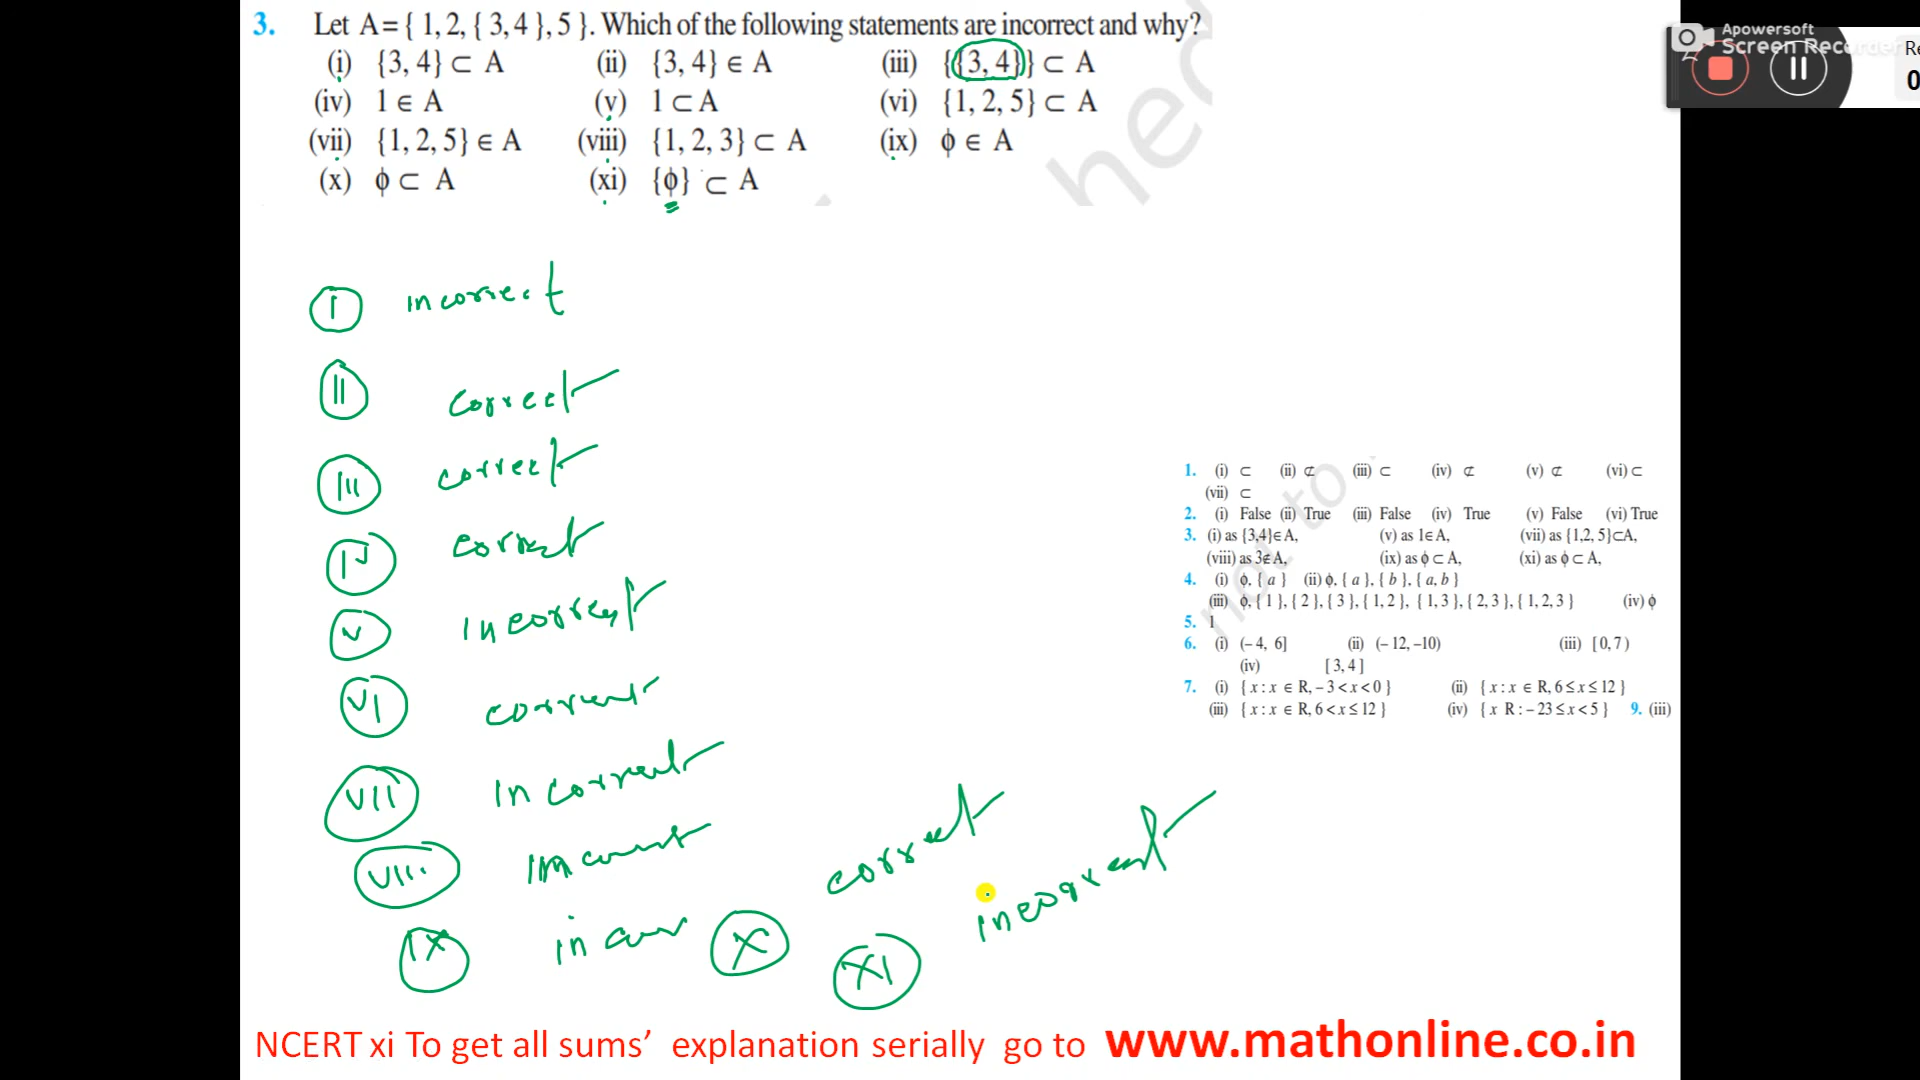 3. Let A= { 1, 2, { 3, 4 }, 5 }. Which of the following statements are incorrect and why?
(i) {3, 4} ⊂ A (ii) {3, 4} ∈ A (iii) {{3, 4}} ⊂ A
(iv) 1 ∈ A (v) 1 ⊂ A (vi) {1, 2, 5} ⊂ A
(vii) {1, 2, 5} ∈ A (viii) {1, 2, 3} ⊂ A (ix) ϕ ∈ A
(x) ϕ ⊂ A (xi) {ϕ} ⊂ A
Apowersoft
Screen Recorder
I incorrect
II correct
III correct
IV correct
V incorrect
VI correct
VII incorrect
VIII
IX
X correct
XI incorrect
1. (i) ⊂ (ii) ⊄ (iii) ⊂ (iv) ⊄ (v) ⊄ (vi) ⊂
(vii) ⊂
2. (i) False (ii) True (iii) False (iv) True (v) False (vi) True
3. (i) as {3,4}∈A, (v) as 1∈A, (vii) as {1,2, 5}⊂A,
(viii) as 3∉A, (ix) as ϕ ⊂ A, (xi) as ϕ ⊂ A,
4. (i) ϕ, { a } (ii) ϕ, { a }, { b }, { a, b }
(iii) ϕ, { 1 }, { 2 }, { 3 }, { 1, 2 }, { 1, 3 }, { 2, 3 }, { 1, 2, 3 } (iv) ϕ
5. 1
6. (i) (– 4, 6] (ii) (– 12, –10) (iii) [ 0, 7 )
(iv) [ 3, 4 ]
7. (i) { x : x ∈ R, – 3 < x < 0 } (ii) { x : x ∈ R, 6 ≤ x ≤ 12 }
(iii) { x : x ∈ R, 6 < x ≤ 12 } (iv) { x R : – 23 ≤ x < 5 } 9. (iii)
NCERT xi To get all sums’ explanation serially go to www.mathonline.co.in